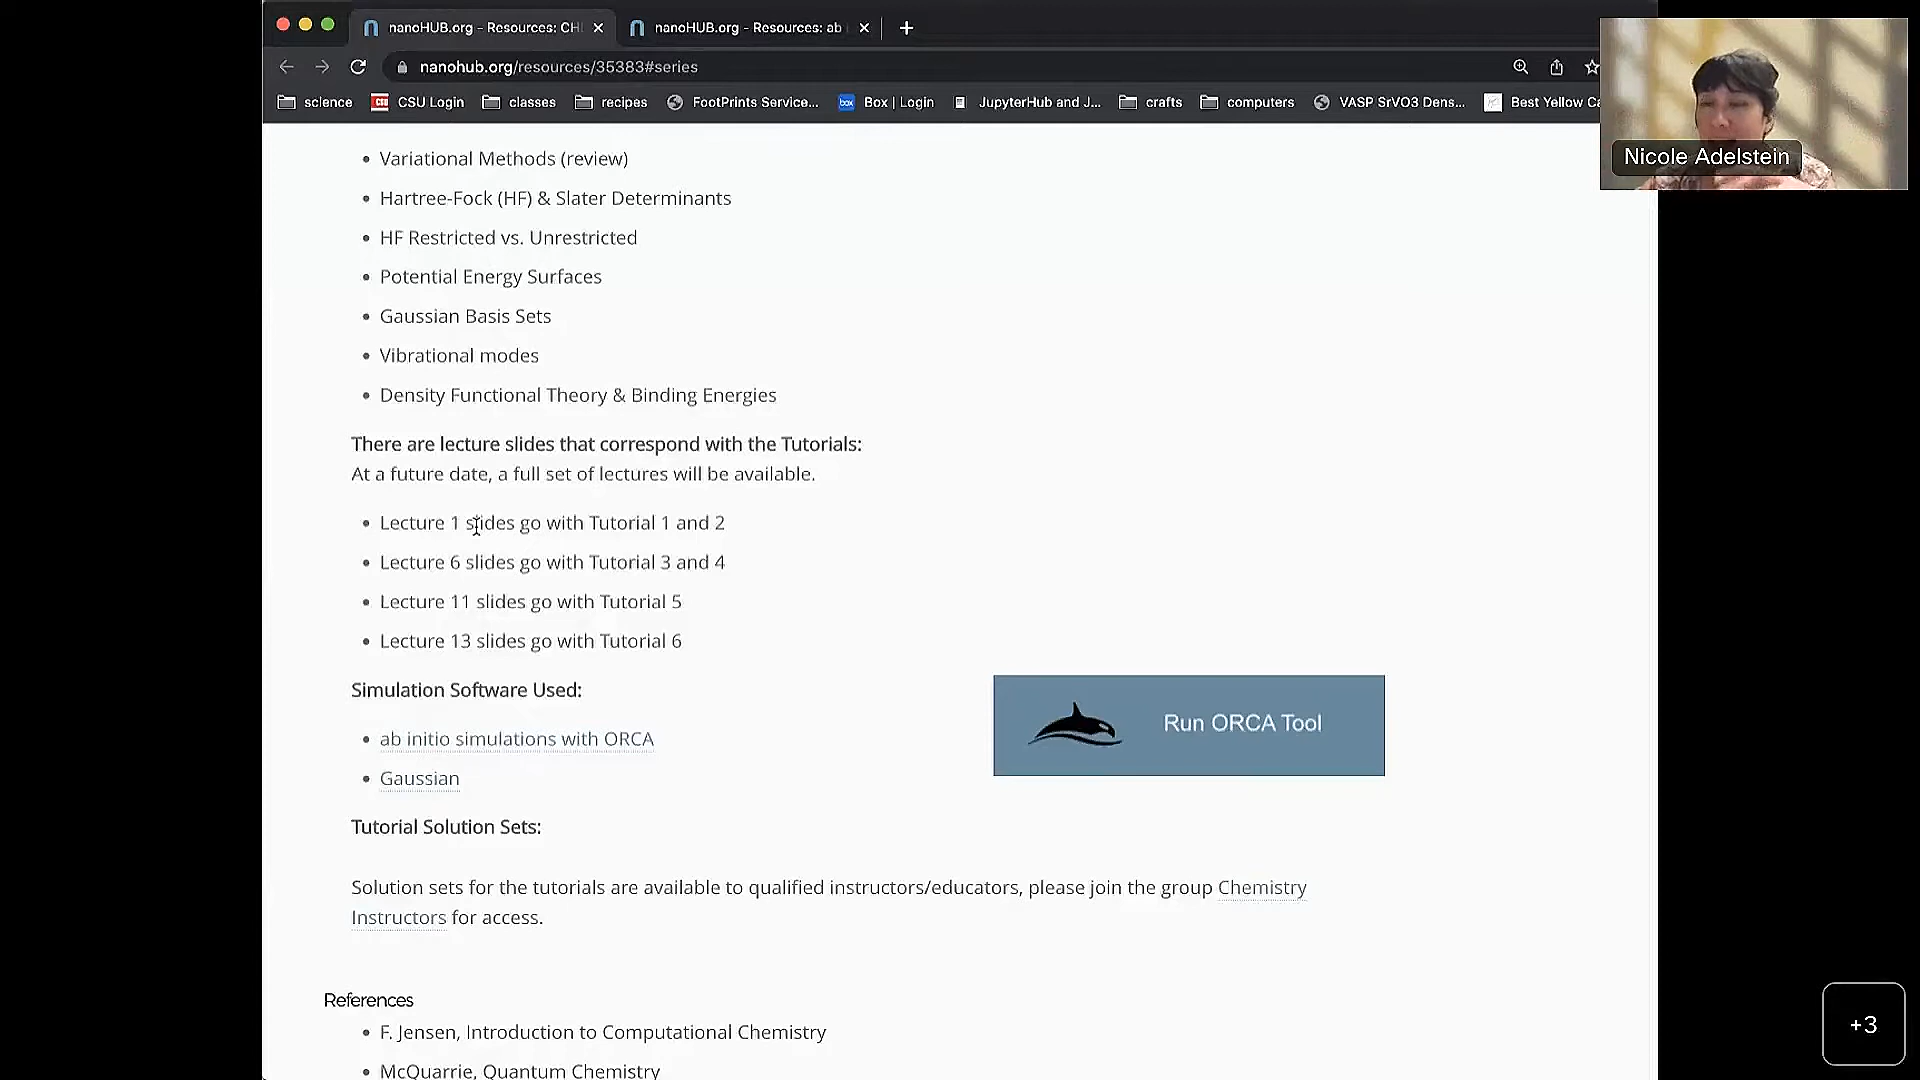 nanoHUB.org - Resources: CH
nanoHUB.org - Resources: ab
nanohub.org/resources/35383#series
science
CSU Login
classes
recipes
FootPrints Service...
box
Box | Login
JupyterHub and J...
crafts
computers
VASP SrVO3 Dens...
Best Yellow Ca
Nicole Adelstein
• Variational Methods (review)
• Hartree-Fock (HF) & Slater Determinants
• HF Restricted vs. Unrestricted
• Potential Energy Surfaces
• Gaussian Basis Sets
• Vibrational modes
• Density Functional Theory & Binding Energies
There are lecture slides that correspond with the Tutorials:
At a future date, a full set of lectures will be available.
• Lecture 1 slides go with Tutorial 1 and 2
• Lecture 6 slides go with Tutorial 3 and 4
• Lecture 11 slides go with Tutorial 5
• Lecture 13 slides go with Tutorial 6
Simulation Software Used:
• ab initio simulations with ORCA
• Gaussian
Run ORCA Tool
Tutorial Solution Sets:
Solution sets for the tutorials are available to qualified instructors/educators, please join the group Chemistry
Instructors for access.
References
• F. Jensen, Introduction to Computational Chemistry
• McQuarrie, Quantum Chemistry
+3